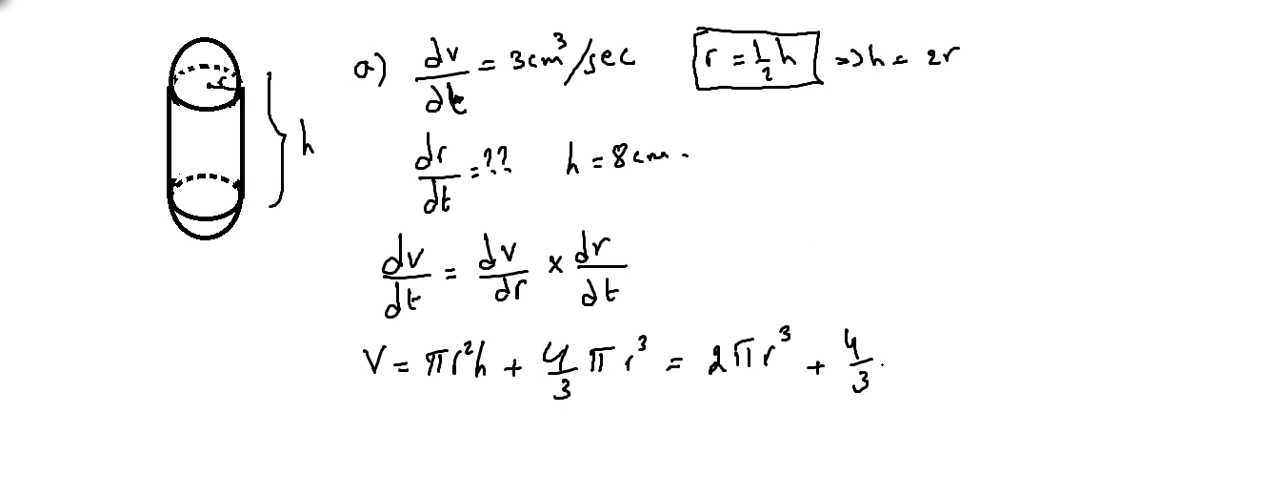 a) dv/dt = 3cm³/sec r = 1/2 h => h = 2r
r
h
dr/dt = ?? h = 8cm.
dv/dt = dv/dr × dr/dt
V = πr²h + 4/3 π r³ = 2πr³ + 4/3.